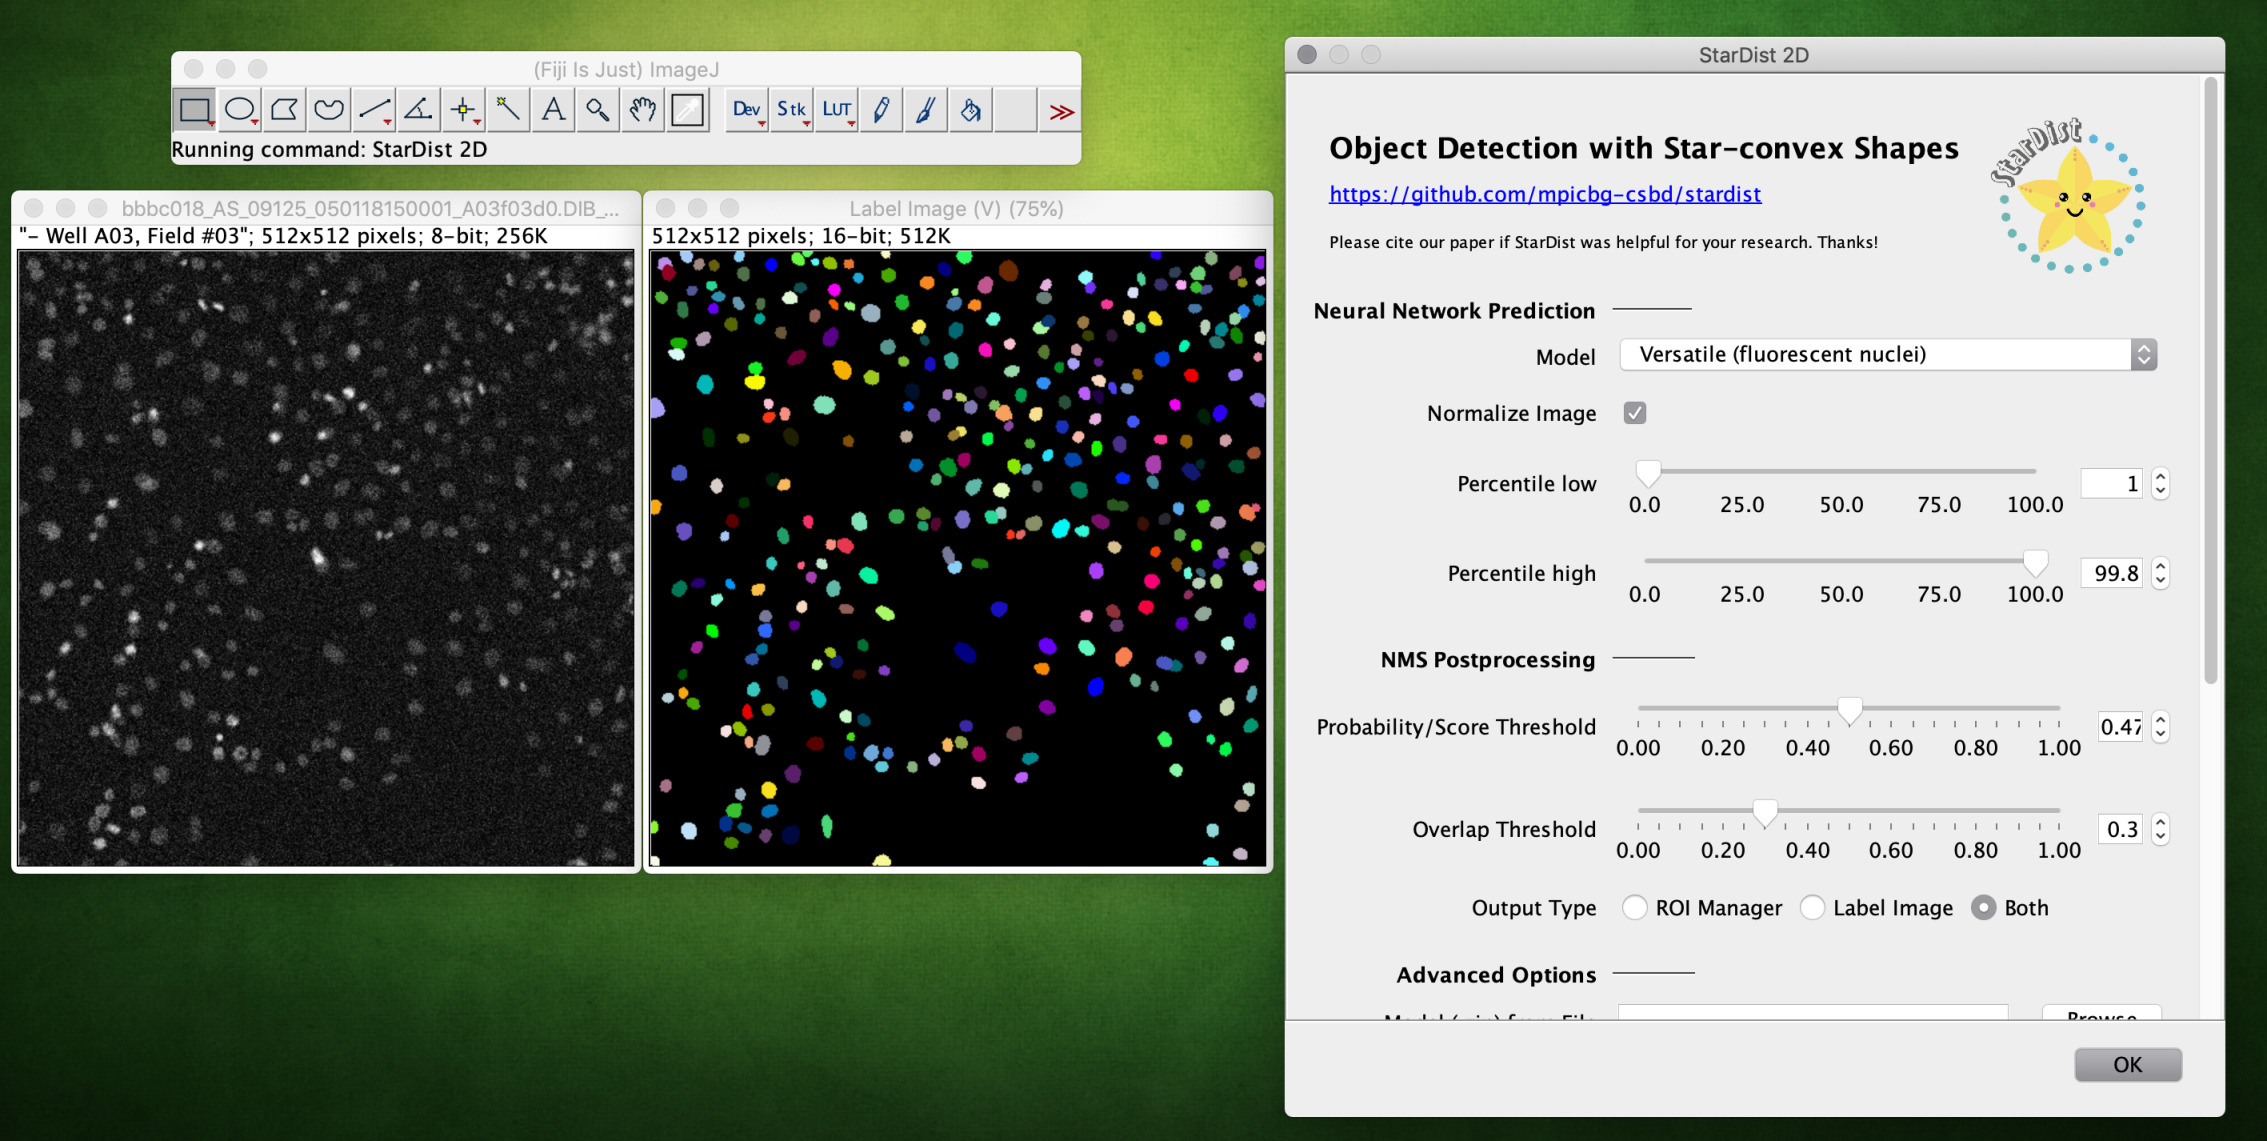 (Fiji Is Just) ImageJ
Dev Stk LUT
Running command: StarDist 2D
bbbc018_AS_09125_050118150001_A03f03d0.DIB_...
"- Well A03, Field #03"; 512x512 pixels; 8-bit; 256K
Label Image (V) (75%)
512x512 pixels; 16-bit; 512K
StarDist 2D
Object Detection with Star-convex Shapes
StarDist
https://github.com/mpicbg-csbd/stardist
Please cite our paper if StarDist was helpful for your research. Thanks!
Neural Network Prediction
Model Versatile (fluorescent nuclei)
Normalize Image
Percentile low 1
0.0 25.0 50.0 75.0 100.0
Percentile high 99.8
0.0 25.0 50.0 75.0 100.0
NMS Postprocessing
Probability/Score Threshold 0.47
0.00 0.20 0.40 0.60 0.80 1.00
Overlap Threshold 0.3
0.00 0.20 0.40 0.60 0.80 1.00
Output Type ROI Manager Label Image Both
Advanced Options
Browse
OK